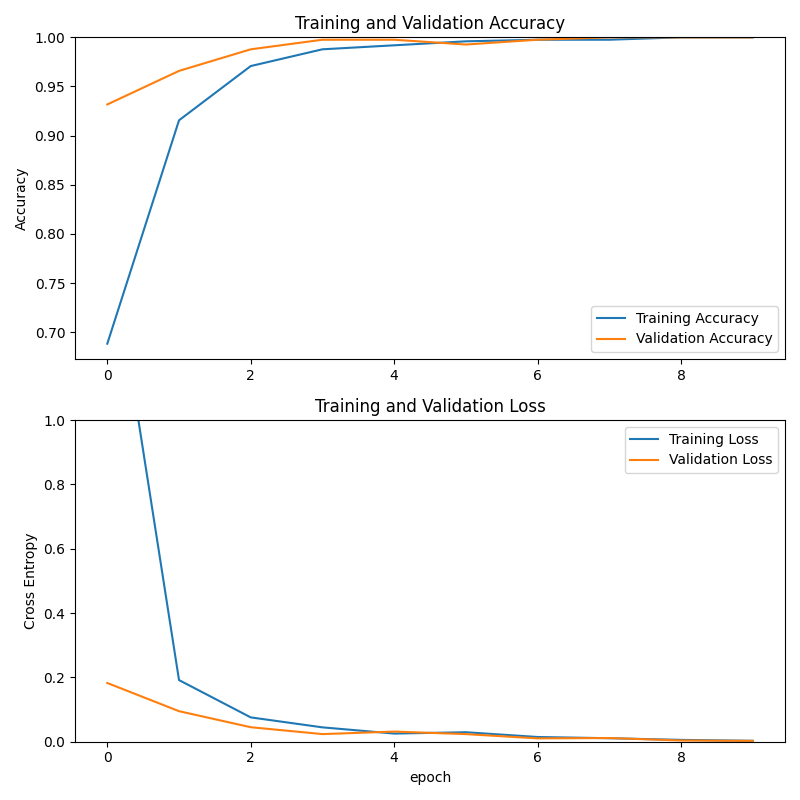 Training and Validation Accuracy
1.00
0.95
0.90
0.85
0.80
0.75
0.70
Accuracy
Training Accuracy
Validation Accuracy
0 2 4 6 8
Training and Validation Loss
1.0
0.8
0.6
0.4
0.2
0.0
Cross Entropy
Training Loss
Validation Loss
0 2 4 6 8
epoch